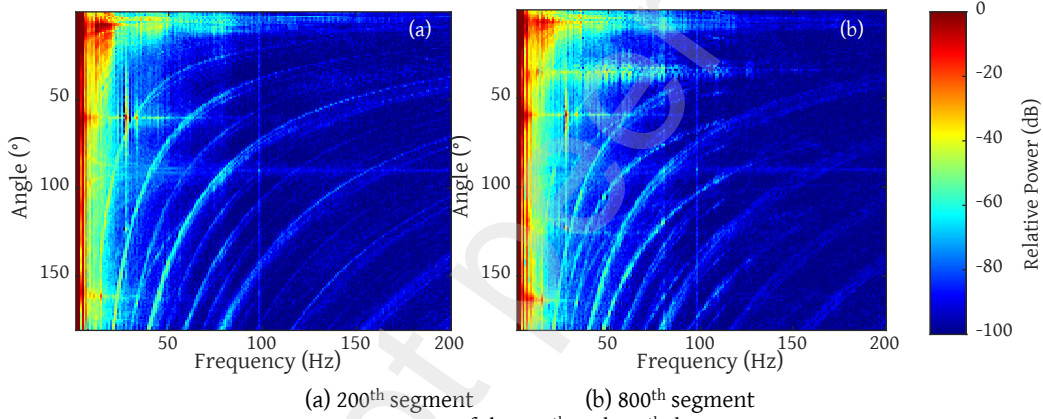 (a)
(b)
0
-20
-40
-60
-80
-100
Relative Power (dB)
50
100
150
Angle (°)
50
100
150
200
Frequency (Hz)
50
100
150
Angle (°)
50
100
150
200
Frequency (Hz)
(a) 200th segment
(b) 800th segment